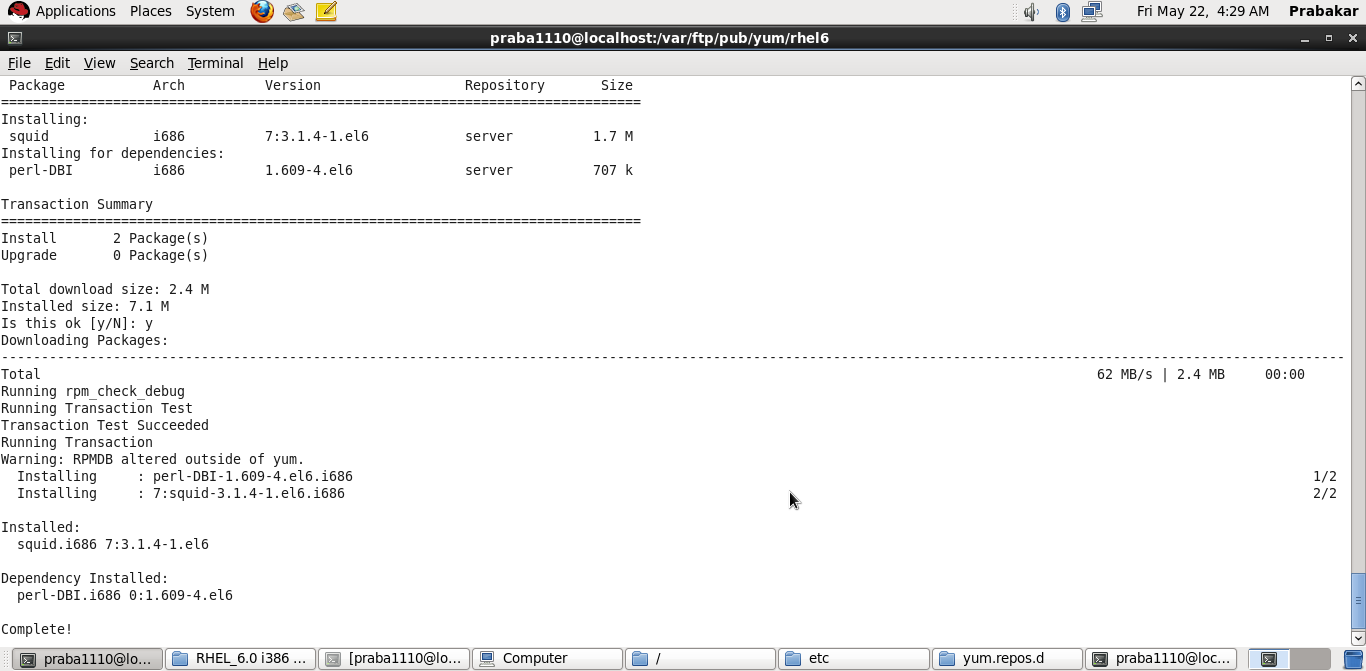 Applications Places System Fri May 22, 4:29 AM Prabakar
praba1110@localhost:/var/ftp/pub/yum/rhel6
File Edit View Search Terminal Help
Package Arch Version Repository Size
================================================================================
Installing:
squid i686 7:3.1.4-1.el6 server 1.7 M
Installing for dependencies:
perl-DBI i686 1.609-4.el6 server 707 k
Transaction Summary
================================================================================
Install 2 Package(s)
Upgrade 0 Package(s)
Total download size: 2.4 M
Installed size: 7.1 M
Is this ok [y/N]: y
Downloading Packages:
--------------------------------------------------------------------------------
Total 62 MB/s | 2.4 MB 00:00
Running rpm_check_debug
Running Transaction Test
Transaction Test Succeeded
Running Transaction
Warning: RPMDB altered outside of yum.
Installing : perl-DBI-1.609-4.el6.i686 1/2
Installing : 7:squid-3.1.4-1.el6.i686 2/2
Installed:
squid.i686 7:3.1.4-1.el6
Dependency Installed:
perl-DBI.i686 0:1.609-4.el6
Complete!
praba1110@lo... RHEL_6.0 i386 ... [praba1110@lo... Computer / etc yum.repos.d praba1110@loc...